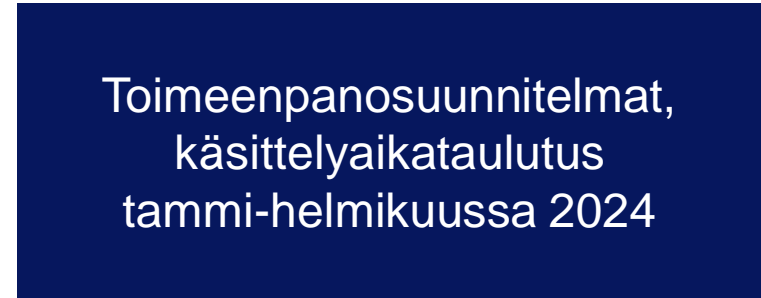 Toimeenpanosuunnitelmat,
käsittelyaikataulutus
tammi-helmikuussa 2024